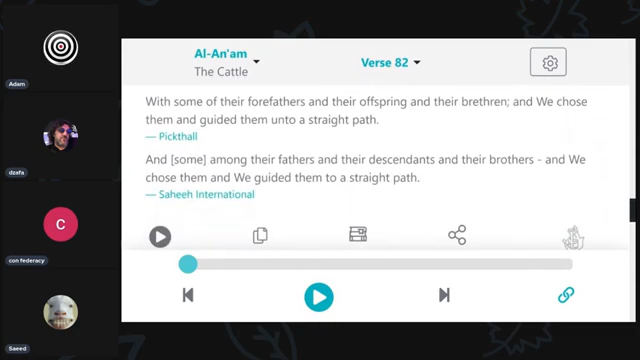 Adam
dzafa
C
con federacy
Saeed
Al-An'am
The Cattle
Verse 82
With some of their forefathers and their offspring and their brethren; and We chose
them and guided them unto a straight path.
— Pickthall
And [some] among their fathers and their descendants and their brothers - and We
chose them and We guided them to a straight path.
— Saheeh International